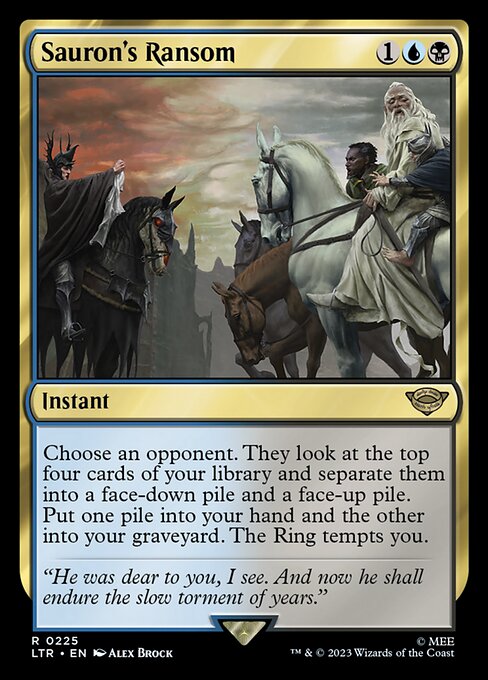 Sauron's Ransom 1
Instant
Choose an opponent. They look at the top
four cards of your library and separate them
into a face-down pile and a face-up pile.
Put one pile into your hand and the other
into your graveyard. The Ring tempts you.
“He was dear to you, I see. And now he shall
endure the slow torment of years.”
R 0225
LTR • EN Alex Brock
© MEE
™ & © 2023 Wizards of the Coast